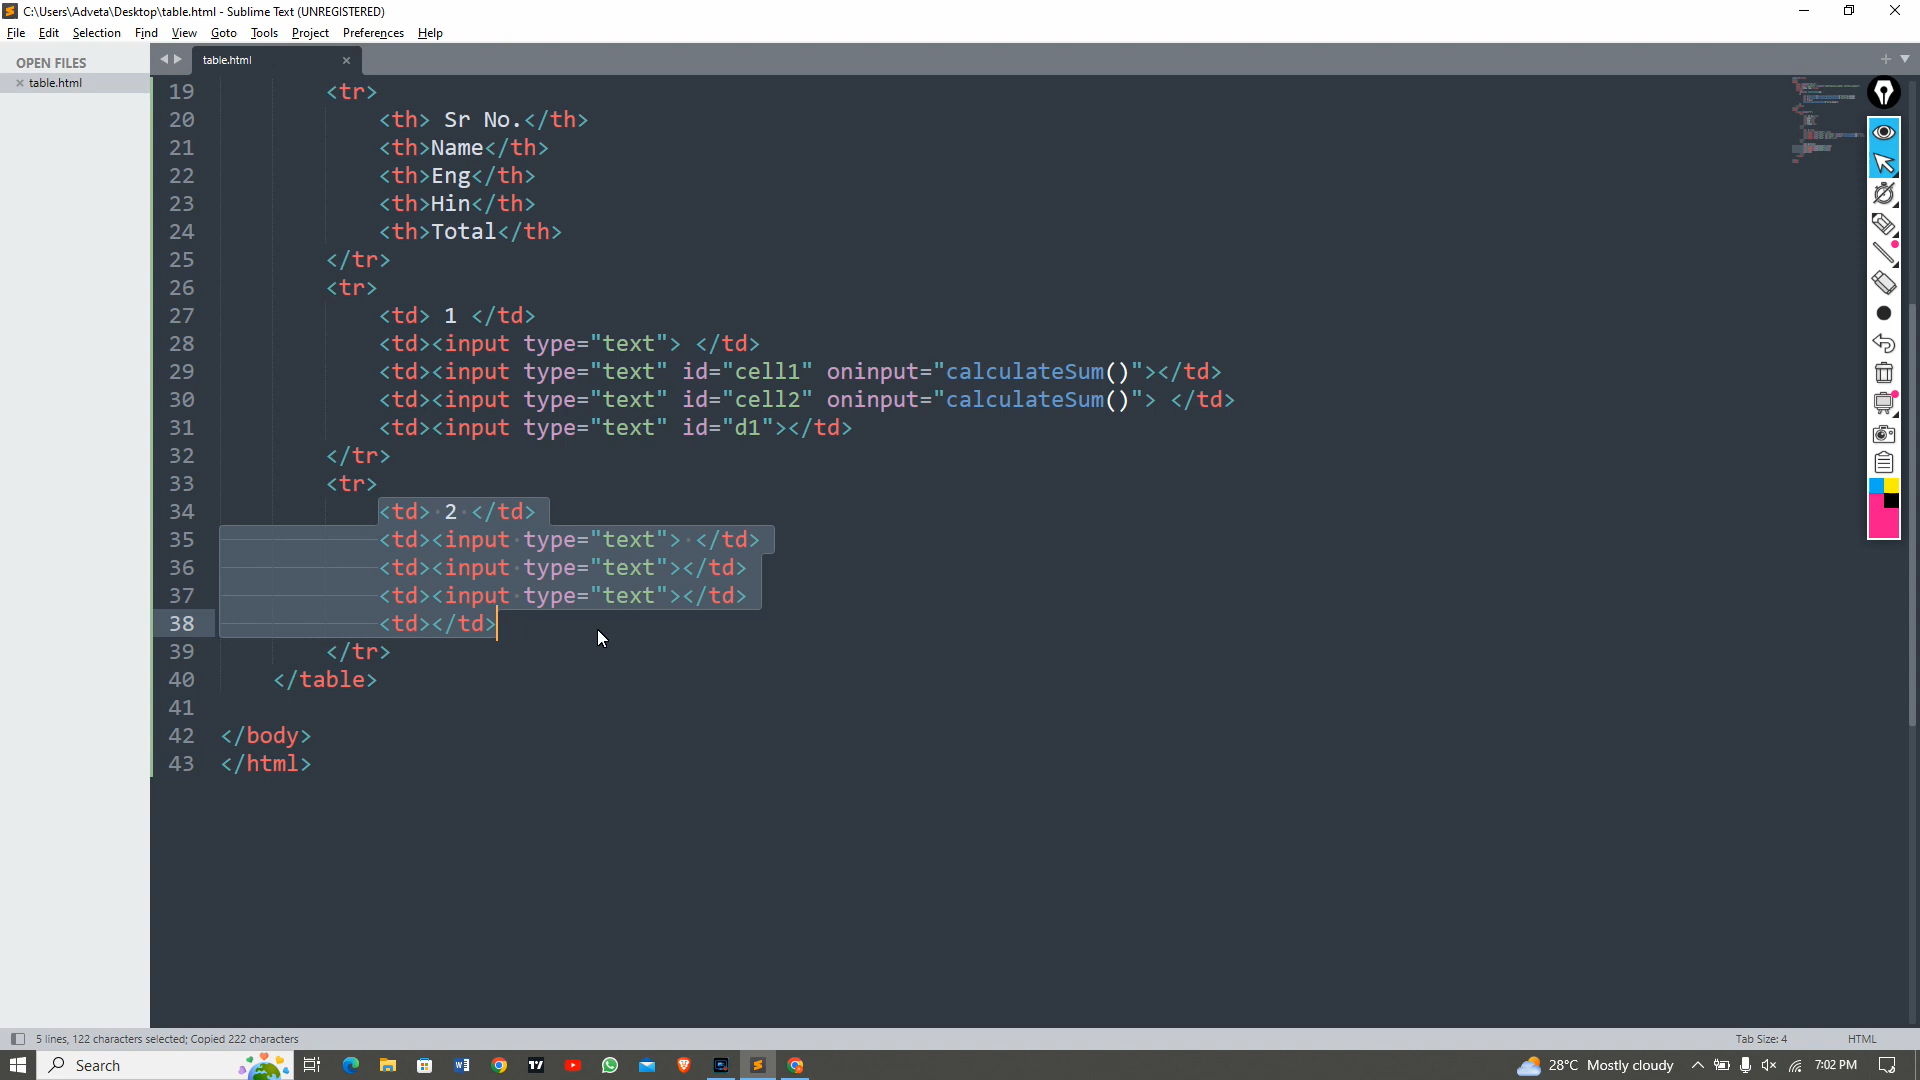 C:\Users\Adveta\Desktop\table.html - Sublime Text (UNREGISTERED)
File Edit Selection Find View Goto Tools Project Preferences Help
OPEN FILES
table.html
table.html
19 <tr>
20 <th> Sr No.</th>
21 <th>Name</th>
22 <th>Eng</th>
23 <th>Hin</th>
24 <th>Total</th>
25 </tr>
26 <tr>
27 <td> 1 </td>
28 <td><input type="text"> </td>
29 <td><input type="text" id="cell1" oninput="calculateSum()"></td>
30 <td><input type="text" id="cell2" oninput="calculateSum()"> </td>
31 <td><input type="text" id="d1"></td>
32 </tr>
33 <tr>
34 <td> 2 </td>
35 <td><input type="text"> </td>
36 <td><input type="text"></td>
37 <td><input type="text"></td>
38 <td></td>
39 </tr>
40 </table>
41
42 </body>
43 </html>
5 lines, 122 characters selected; Copied 222 characters
Tab Size: 4 HTML
Search
28°C Mostly cloudy
7:02 PM